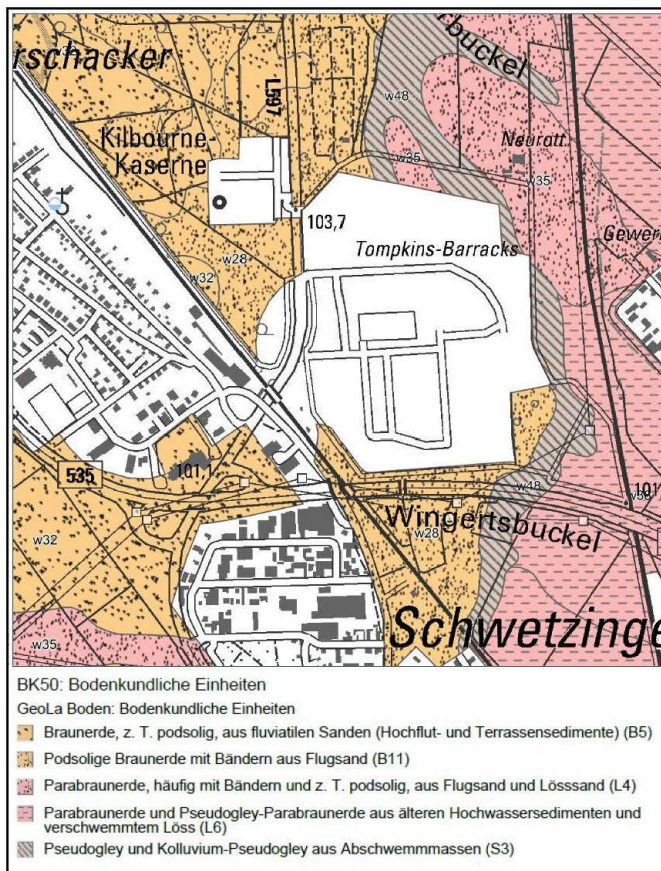 rschacker
buckel
w48
L597
Kilbourne-
Kaserne
w35
Neurott
w35
103,7
Tompkins-Barracks
Gewer
w28
w32
101,1
535
w48
101
w32
Wingertsbuckel
w28
w35
Schwetzinge
BK50: Bodenkundliche Einheiten
GeoLa Boden: Bodenkundliche Einheiten
Braunerde, z. T. podsolig, aus fluviatilen Sanden (Hochflut- und Terrassensedimente) (B5)
Podsolige Braunerde mit Bändern aus Flugsand (B11)
Parabraunerde, häufig mit Bändern und z. T. podsolig, aus Flugsand und Lösssand (L4)
Parabraunerde und Pseudogley-Parabraunerde aus älteren Hochwassersedimenten und
verschwemmtem Löss (L6)
Pseudogley und Kolluvium-Pseudogley aus Abschwemmmassen (S3)